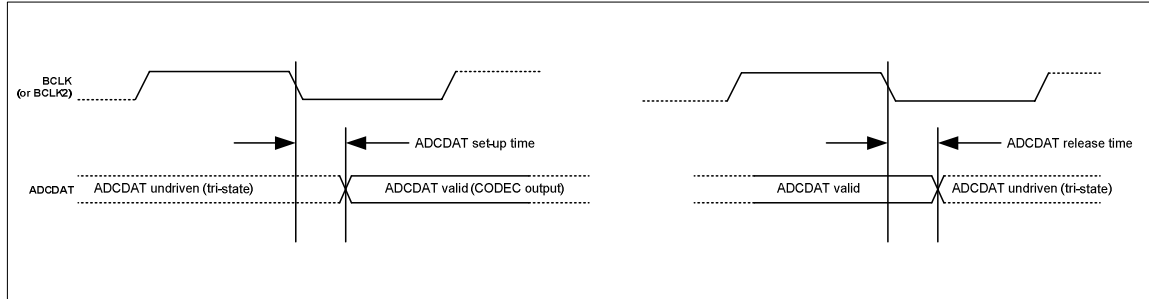 BCLK
(or BCLK2)
ADCDAT set-up time
ADCDAT release time
ADCDAT
ADCDAT undriven (tri-state)
ADCDAT valid (CODEC output)
ADCDAT valid
ADCDAT undriven (tri-state)